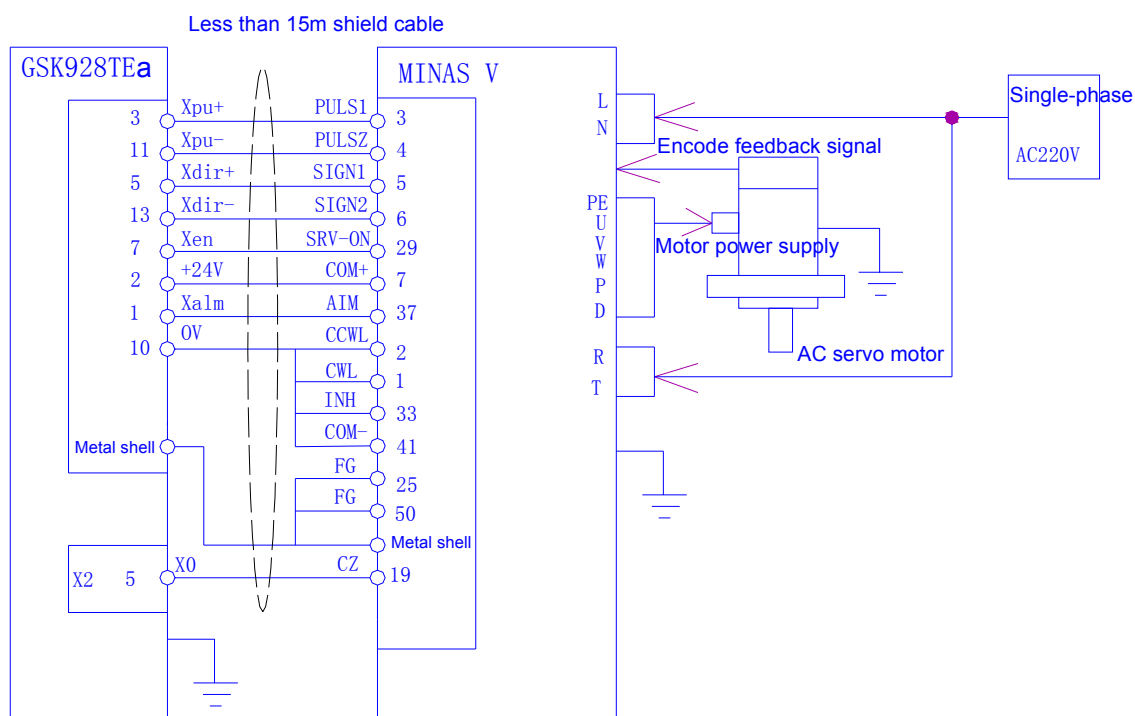 Less than 15m shield cable
GSK928TEa
MINAS V
Single-phase
AC220V
L
N
3 Xpu+ PULS1 3
11 Xpu- PULSZ 4
5 Xdir+ SIGN1 5
13 Xdir- SIGN2 6
7 Xen SRV-ON 29
2 +24V COM+ 7
1 Xalm AIM 37
10 0V CCWL 2
CWL 1
INH 33
COM- 41
Metal shell
FG 25
FG 50
Metal shell
X2 5 X0 CZ 19
Encode feedback signal
PE
U
V
W
P
D
Motor power supply
AC servo motor
R
T